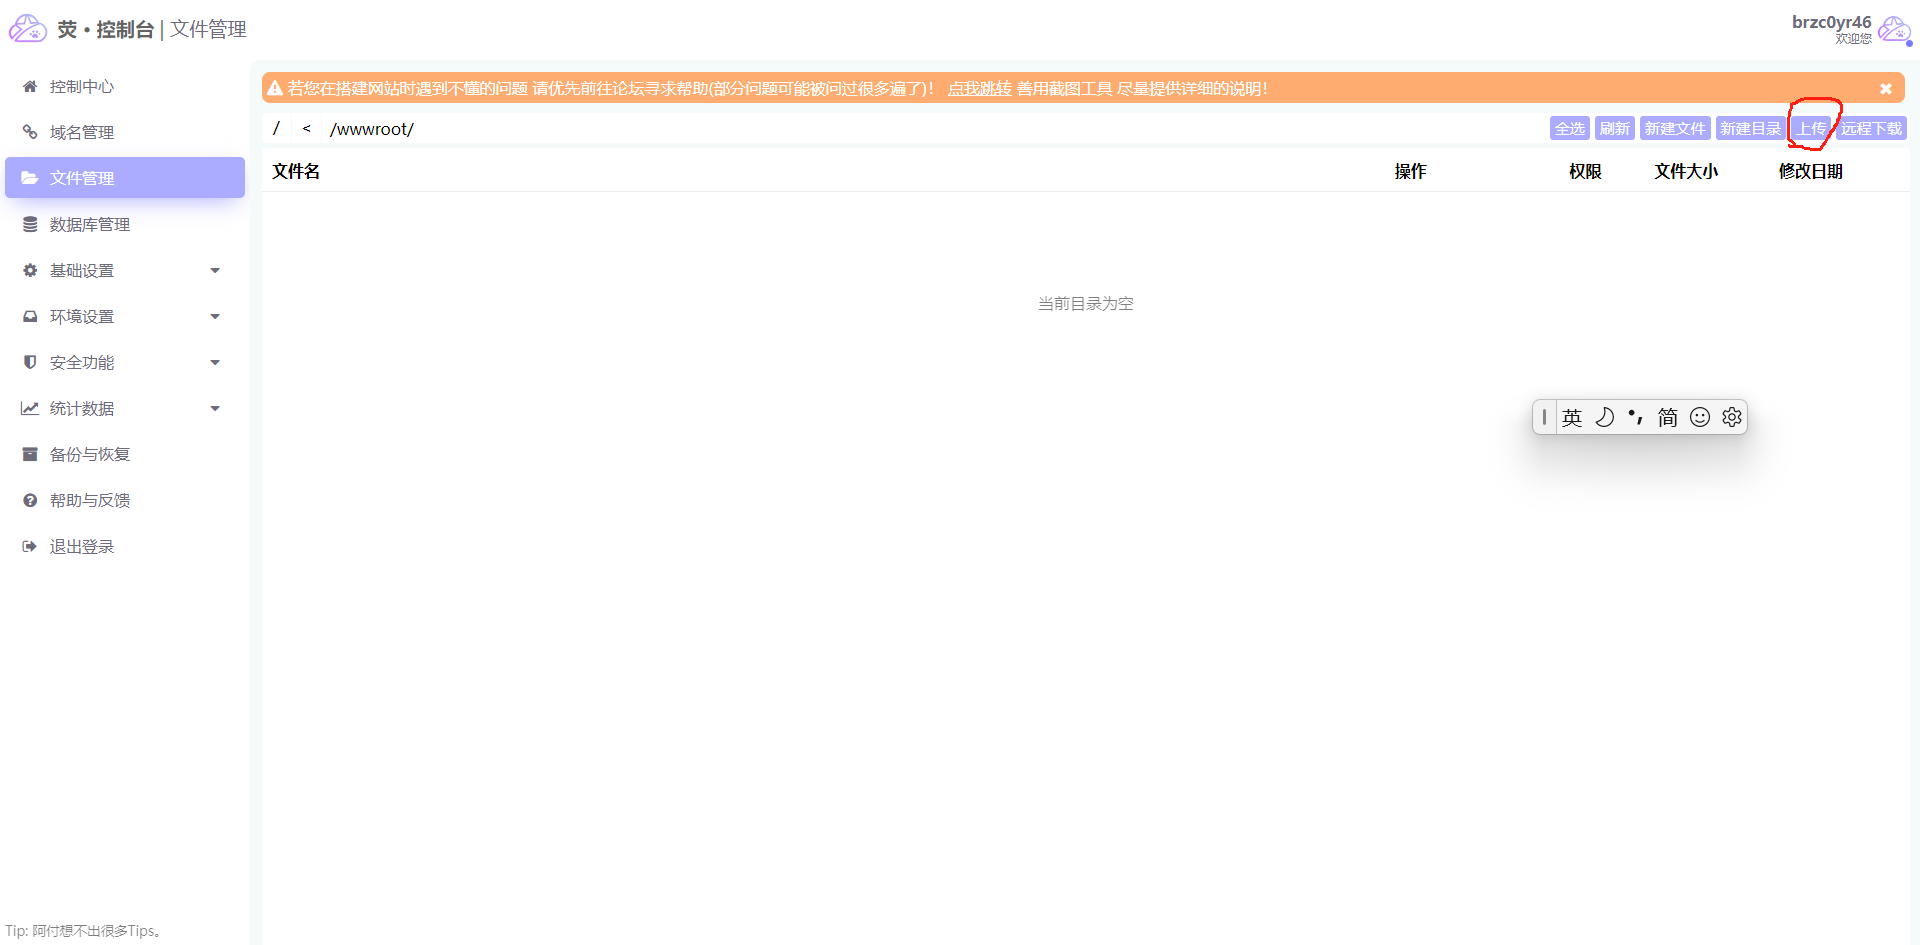 荧・控制台 | 文件管理
brzc0yr46
欢迎您
控制中心
域名管理
文件管理
数据库管理
基础设置
环境设置
安全功能
统计数据
备份与恢复
帮助与反馈
退出登录
Tip: 阿付想不出很多Tips。
若您在搭建网站时遇到不懂的问题 请优先前往论坛寻求帮助(部分问题可能被问过很多遍了)！ 点我跳转 善用截图工具 尽量提供详细的说明！
/ < /wwwroot/
全选 刷新 新建文件 新建目录 上传 远程下载
文件名 操作 权限 文件大小 修改日期
当前目录为空
英 简